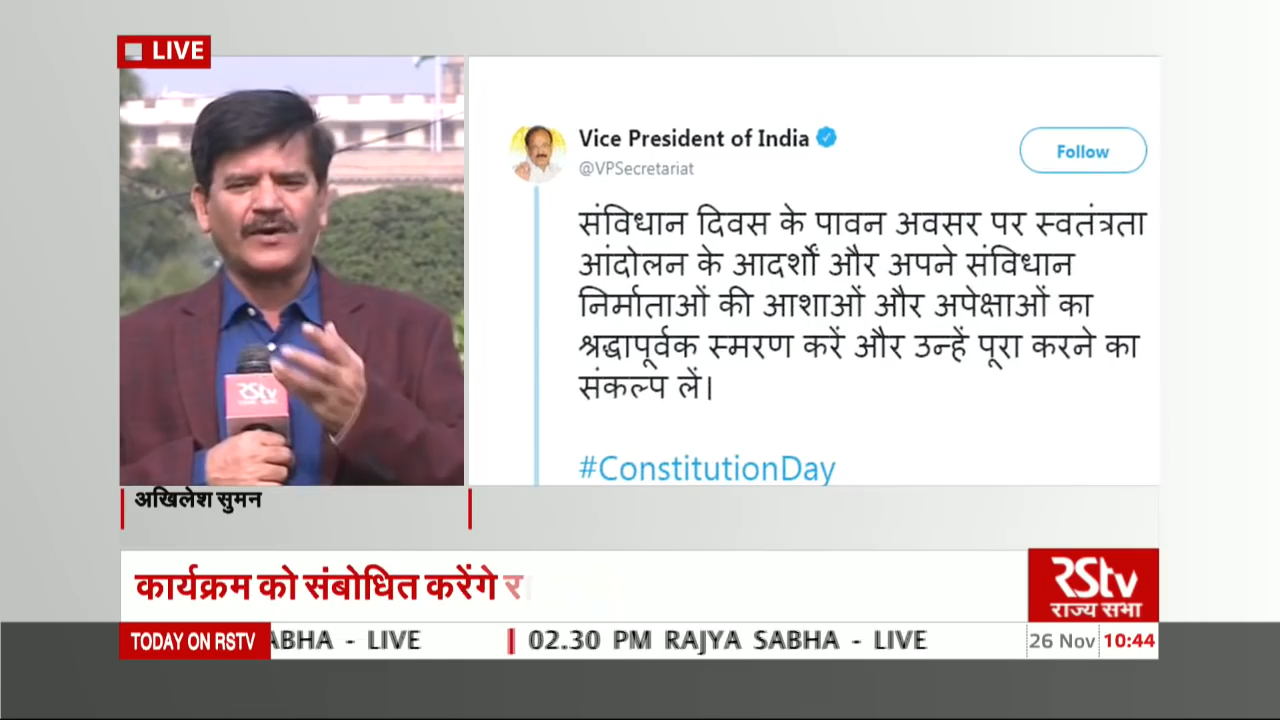 LIVE
Vice President of India
@VPSecretariat
Follow
संविधान दिवस के पावन अवसर पर स्वतंत्रता
आंदोलन के आदर्शों और अपने संविधान
निर्माताओं की आशाओं और अपेक्षाओं का
श्रद्धापूर्वक स्मरण करें और उन्हें पूरा करने का
संकल्प लें।
#ConstitutionDay
RStv
अखिलेश सुमन
कार्यक्रम को संबोधित करेंगे र
RStv
राज्य सभा
TODAY ON RSTV
ABHA - LIVE
02.30 PM RAJYA SABHA - LIVE
26 Nov
10:44